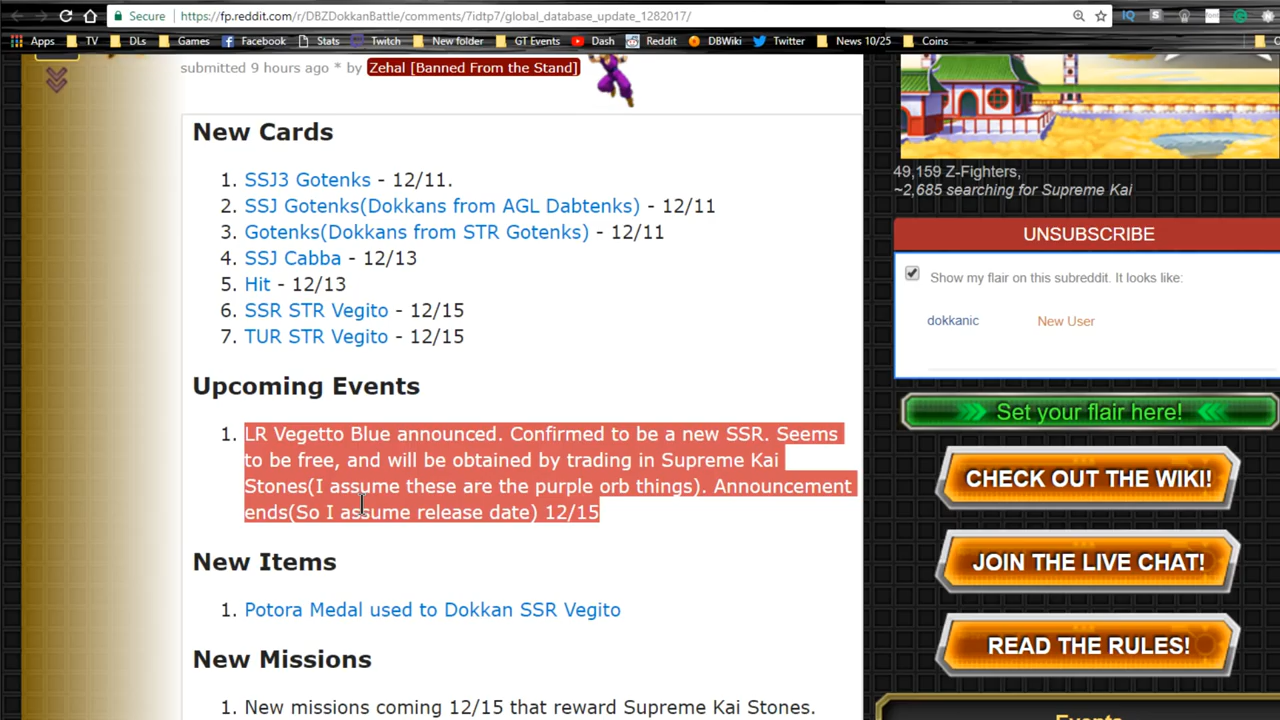 Secure
https://fp.reddit.com/r/DBZDokkanBattle/comments/7idtp7/global_database_update_1282017/
Apps TV DLs Games Facebook Stats Twitch New folder GT Events Dash Reddit DBWiki Twitter News 10/25 Coins
submitted 9 hours ago * by Zehal [Banned From the Stand]
New Cards
1. SSJ3 Gotenks - 12/11.
2. SSJ Gotenks(Dokkans from AGL Dabtenks) - 12/11
3. Gotenks(Dokkans from STR Gotenks) - 12/11
4. SSJ Cabba - 12/13
5. Hit - 12/13
6. SSR STR Vegito - 12/15
7. TUR STR Vegito - 12/15
Upcoming Events
1. LR Vegetto Blue announced. Confirmed to be a new SSR. Seems
to be free, and will be obtained by trading in Supreme Kai
Stones(I assume these are the purple orb things). Announcement
ends(So I assume release date) 12/15
New Items
1. Potora Medal used to Dokkan SSR Vegito
New Missions
1. New missions coming 12/15 that reward Supreme Kai Stones.
49,159 Z-Fighters,
~2,685 searching for Supreme Kai
UNSUBSCRIBE
Show my flair on this subreddit. It looks like:
dokkanic New User
Set your flair here!
CHECK OUT THE WIKI!
JOIN THE LIVE CHAT!
READ THE RULES!
Events